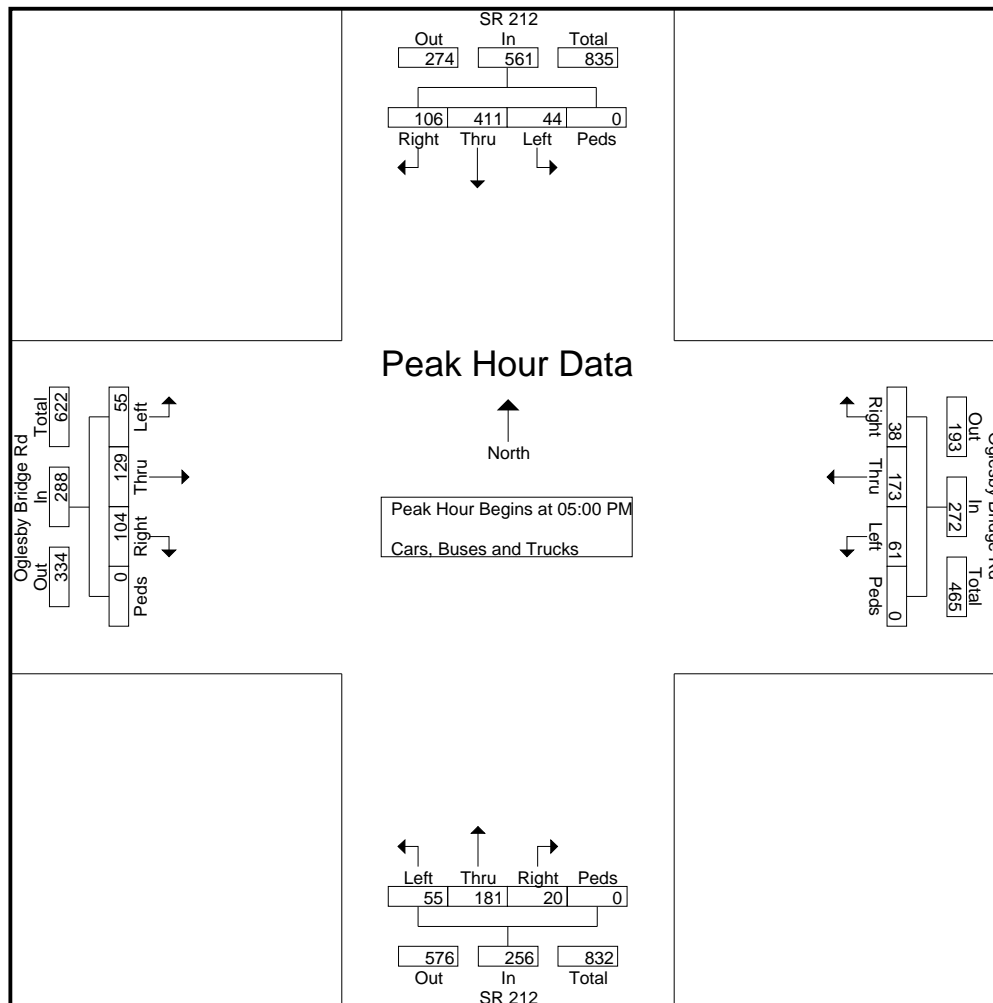 SR 212
Out In Total
274 561 835
106 411 44 0
Right Thru Left Peds
Peak Hour Data
North
Peak Hour Begins at 05:00 PM
Cars, Buses and Trucks
Oglesby Bridge Rd
Out In Total
334 288 622
Left Thru Right Peds
55 129 104 0
Oglesby Bridge Rd
Out In Total
193 272 465
Right Thru Left Peds
38 173 61 0
Left Thru Right Peds
55 181 20 0
576 256 832
Out In Total
SR 212